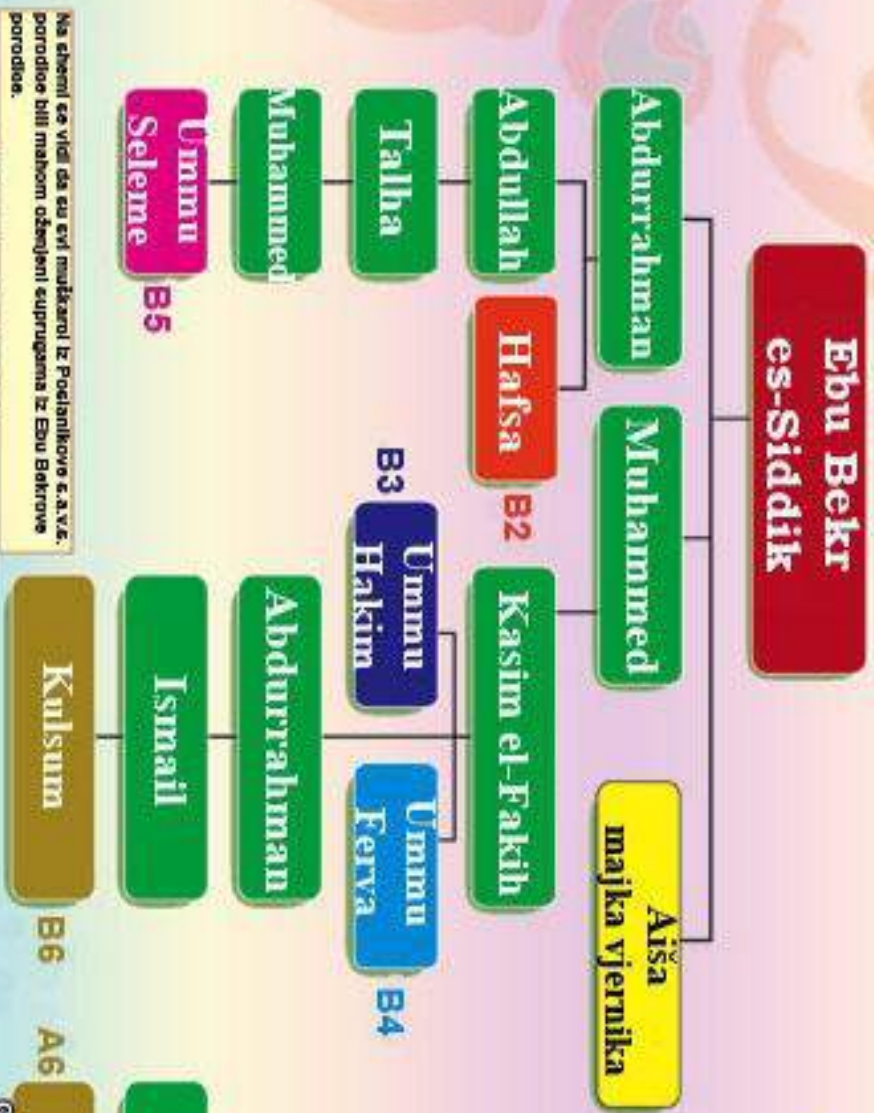 Ebu Bekr
es-Siddik
Abdurrahman
Muhammed
Aiša
majka vjernika
Abdullah
Hafsa
B2
Kasim el-Fakih
Talha
B3
Ummu
Hakim
Ummu
Ferva
B4
Muhammed
Abdurrahman
Ummu
Seleme
B5
Ismail
Kulsum
B6
A6
Na shemi se vidi da su svi muškarci iz Poslanikove s.a.v.s.
porodice bili mahom oženjeni suprugama iz Ebu Bekrove
porodice.